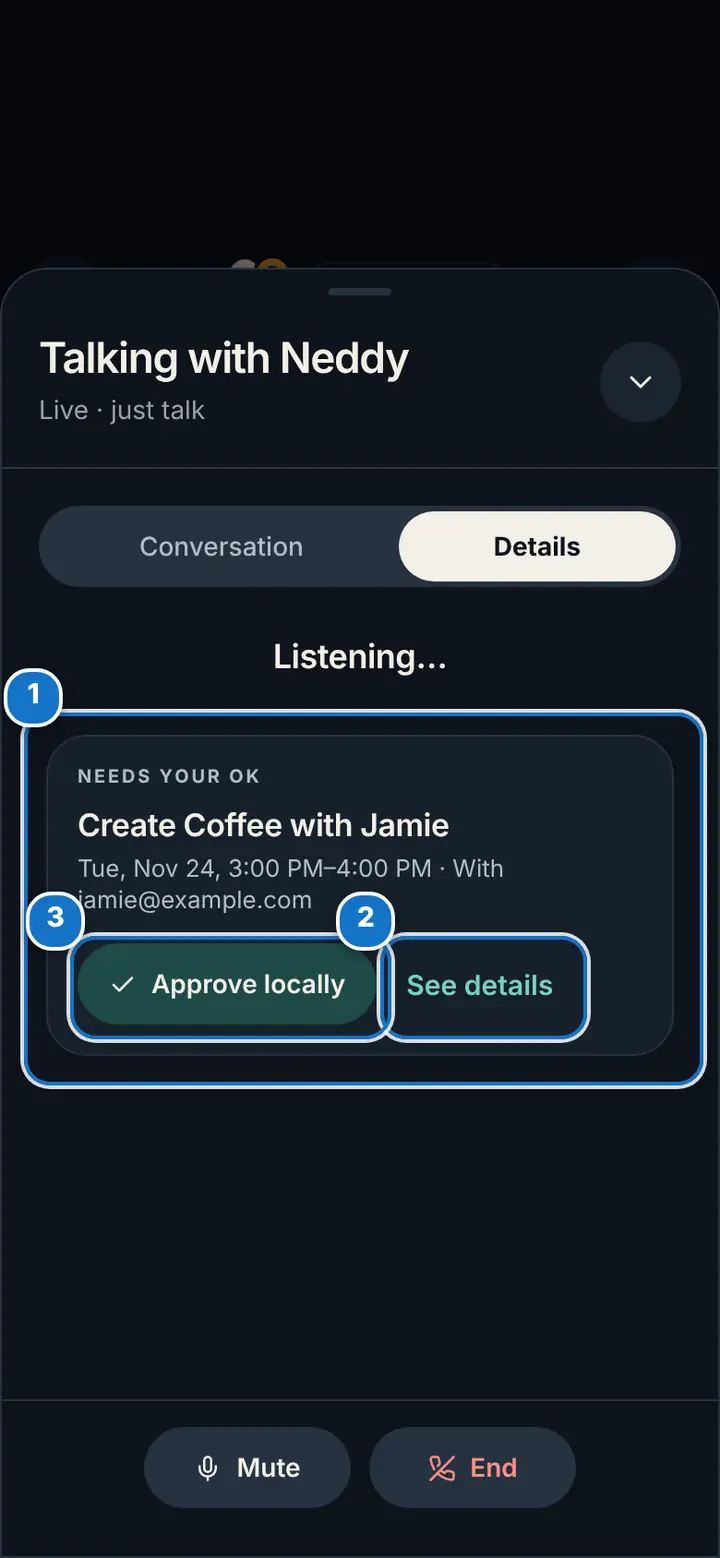 Talking with Neddy
Live · just talk
Conversation
Details
Listening...
1
NEEDS YOUR OK
Create Coffee with Jamie
Tue, Nov 24, 3:00 PM–4:00 PM · With
jamie@example.com
3
2
Approve locally
See details
Mute
End